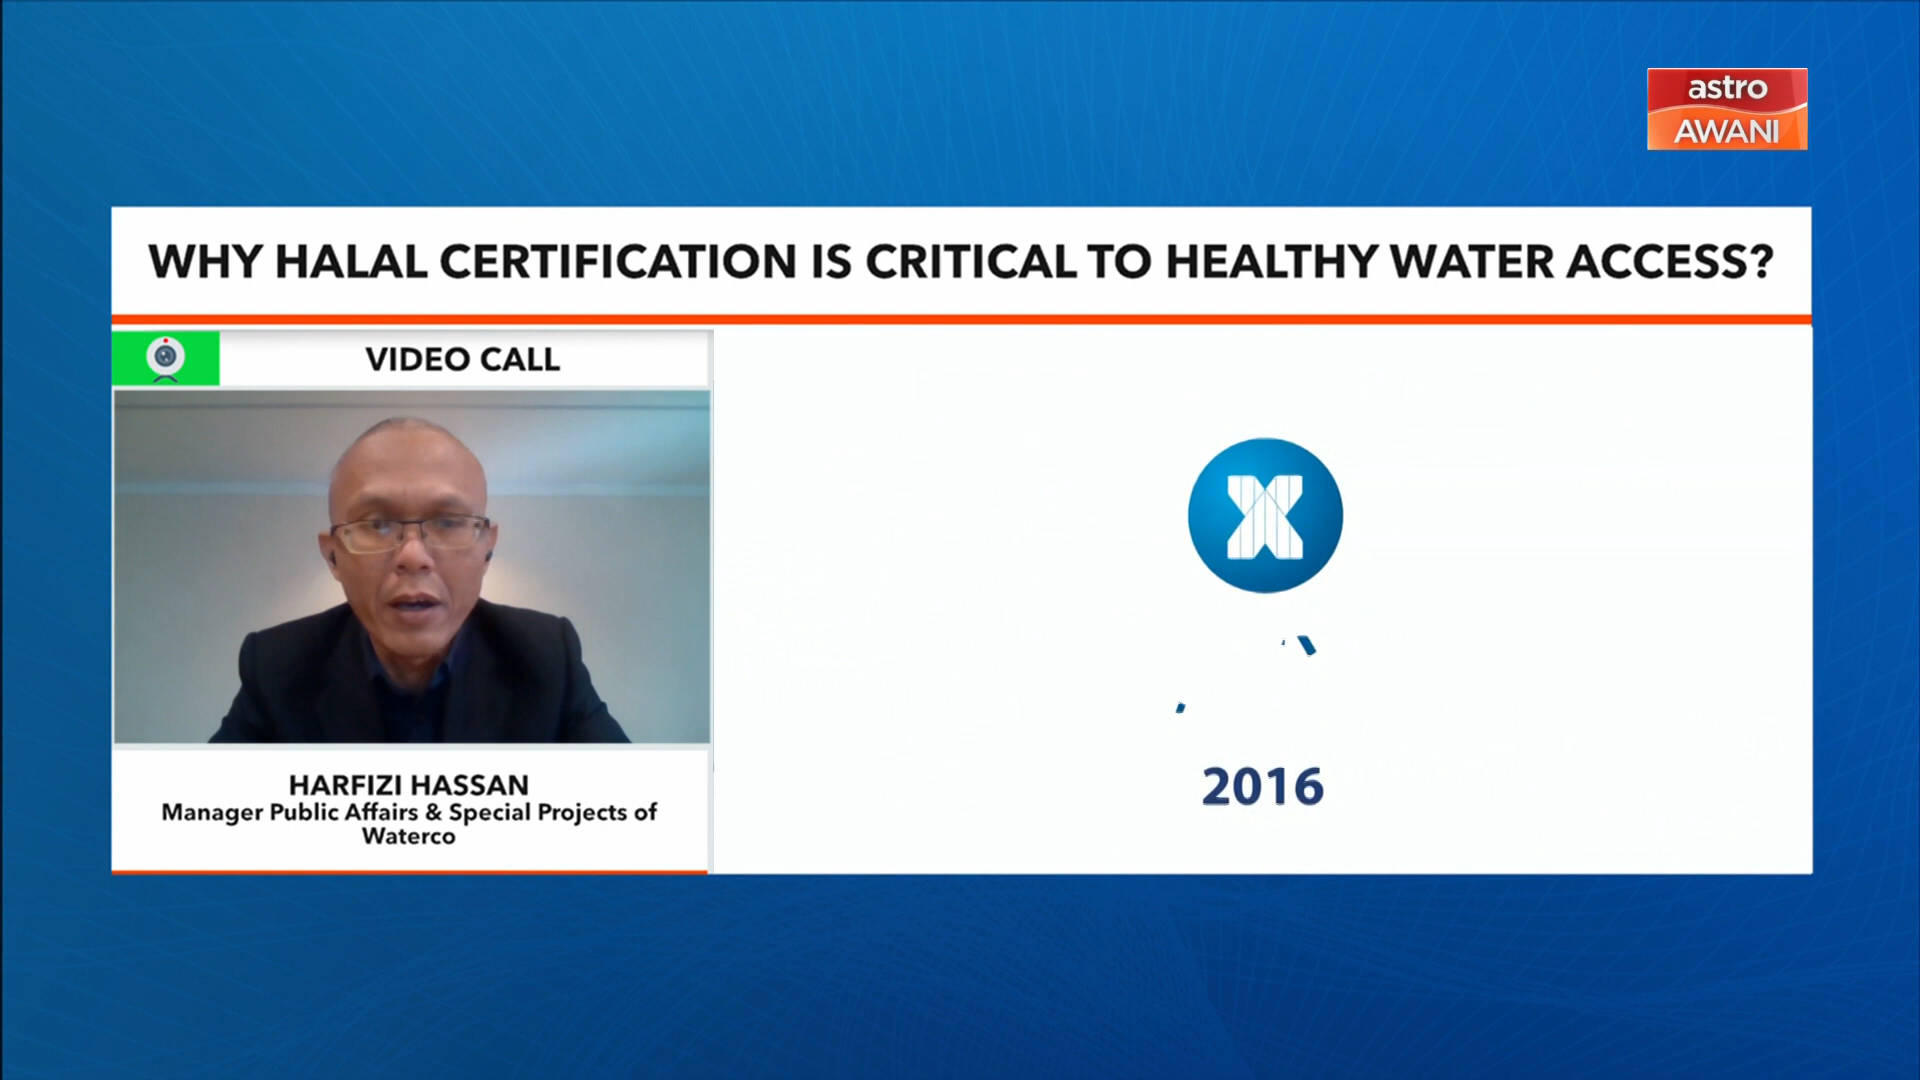 astro
AWANI
WHY HALAL CERTIFICATION IS CRITICAL TO HEALTHY WATER ACCESS?
VIDEO CALL
X
2016
HARFIZI HASSAN
Manager Public Affairs & Special Projects of
Waterco